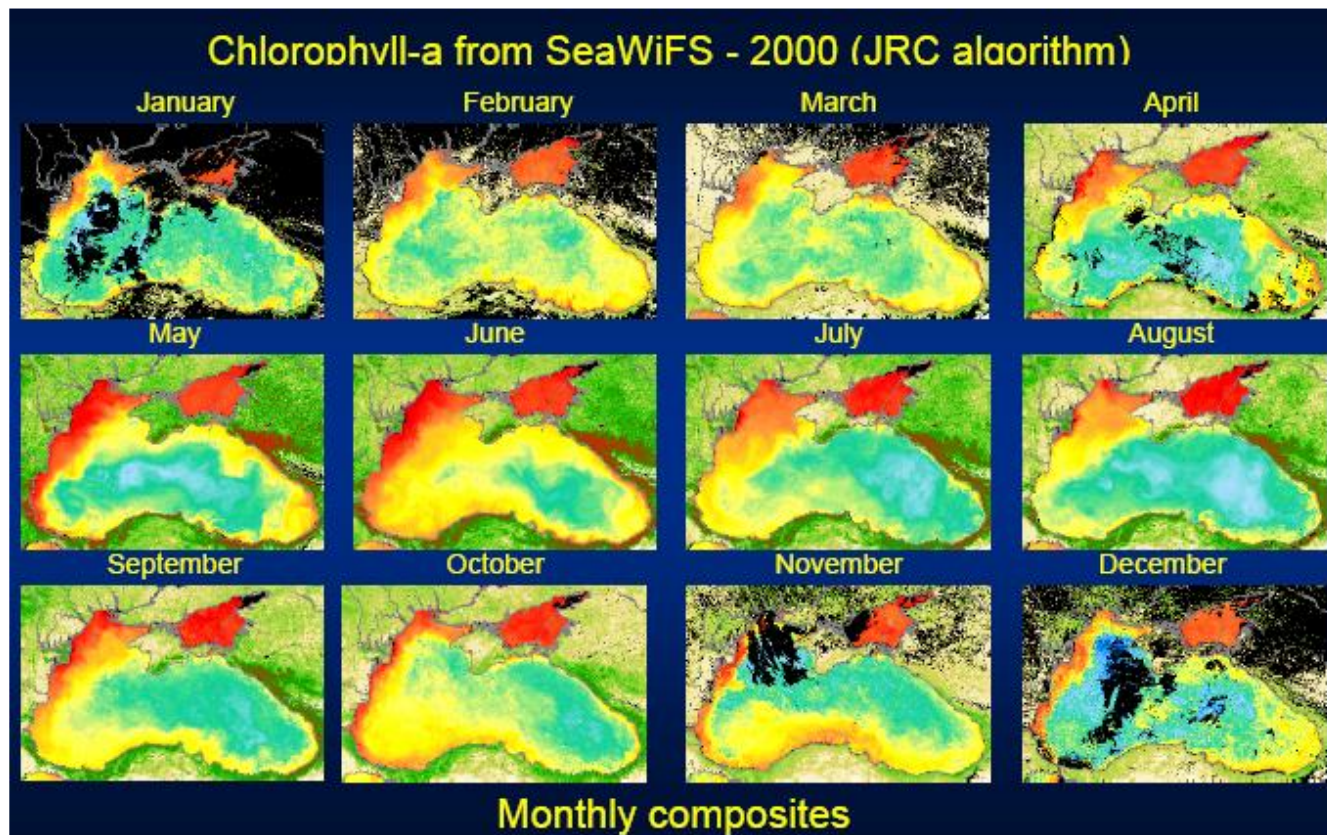 Chlorophyll-a from SeaWiFS - 2000 (JRC algorithm)
January February March April
May June July August
September October November December
Monthly composites